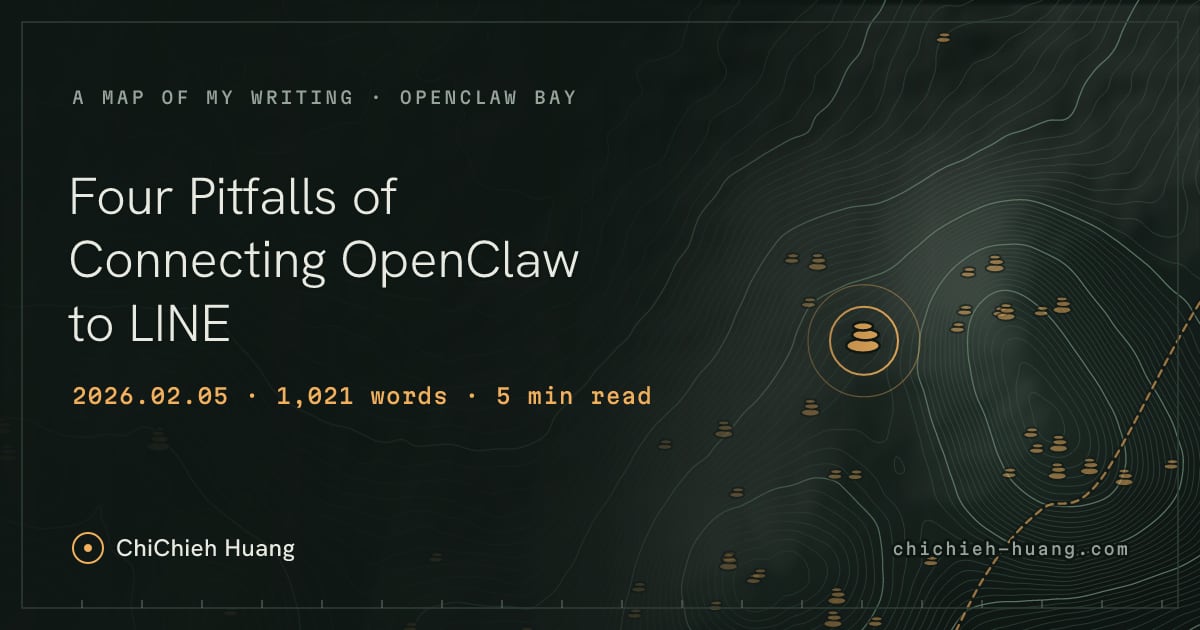 A MAP OF MY WRITING · OPENCLAW BAY
Four Pitfalls of
Connecting OpenClaw
to LINE
2026.02.05 · 1,021 words · 5 min read
ChiChieh Huang
chichieh-huang.com